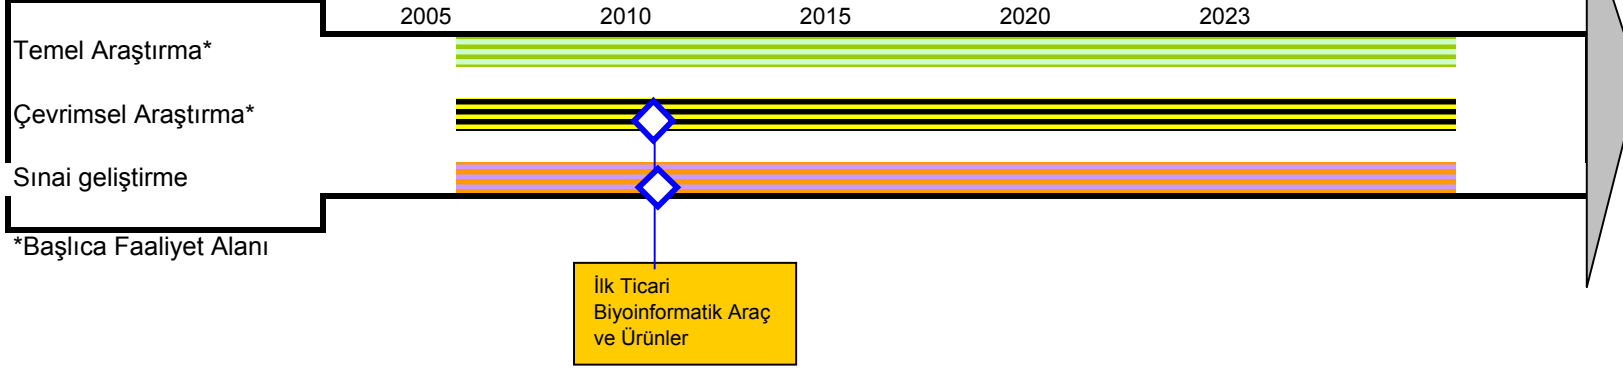 2005 2010 2015 2020 2023
Temel Araştırma*
Çevrimsel Araştırma*
Sınai geliştirme
*Başlıca Faaliyet Alanı
İlk Ticari
Biyoinformatik Araç
ve Ürünler